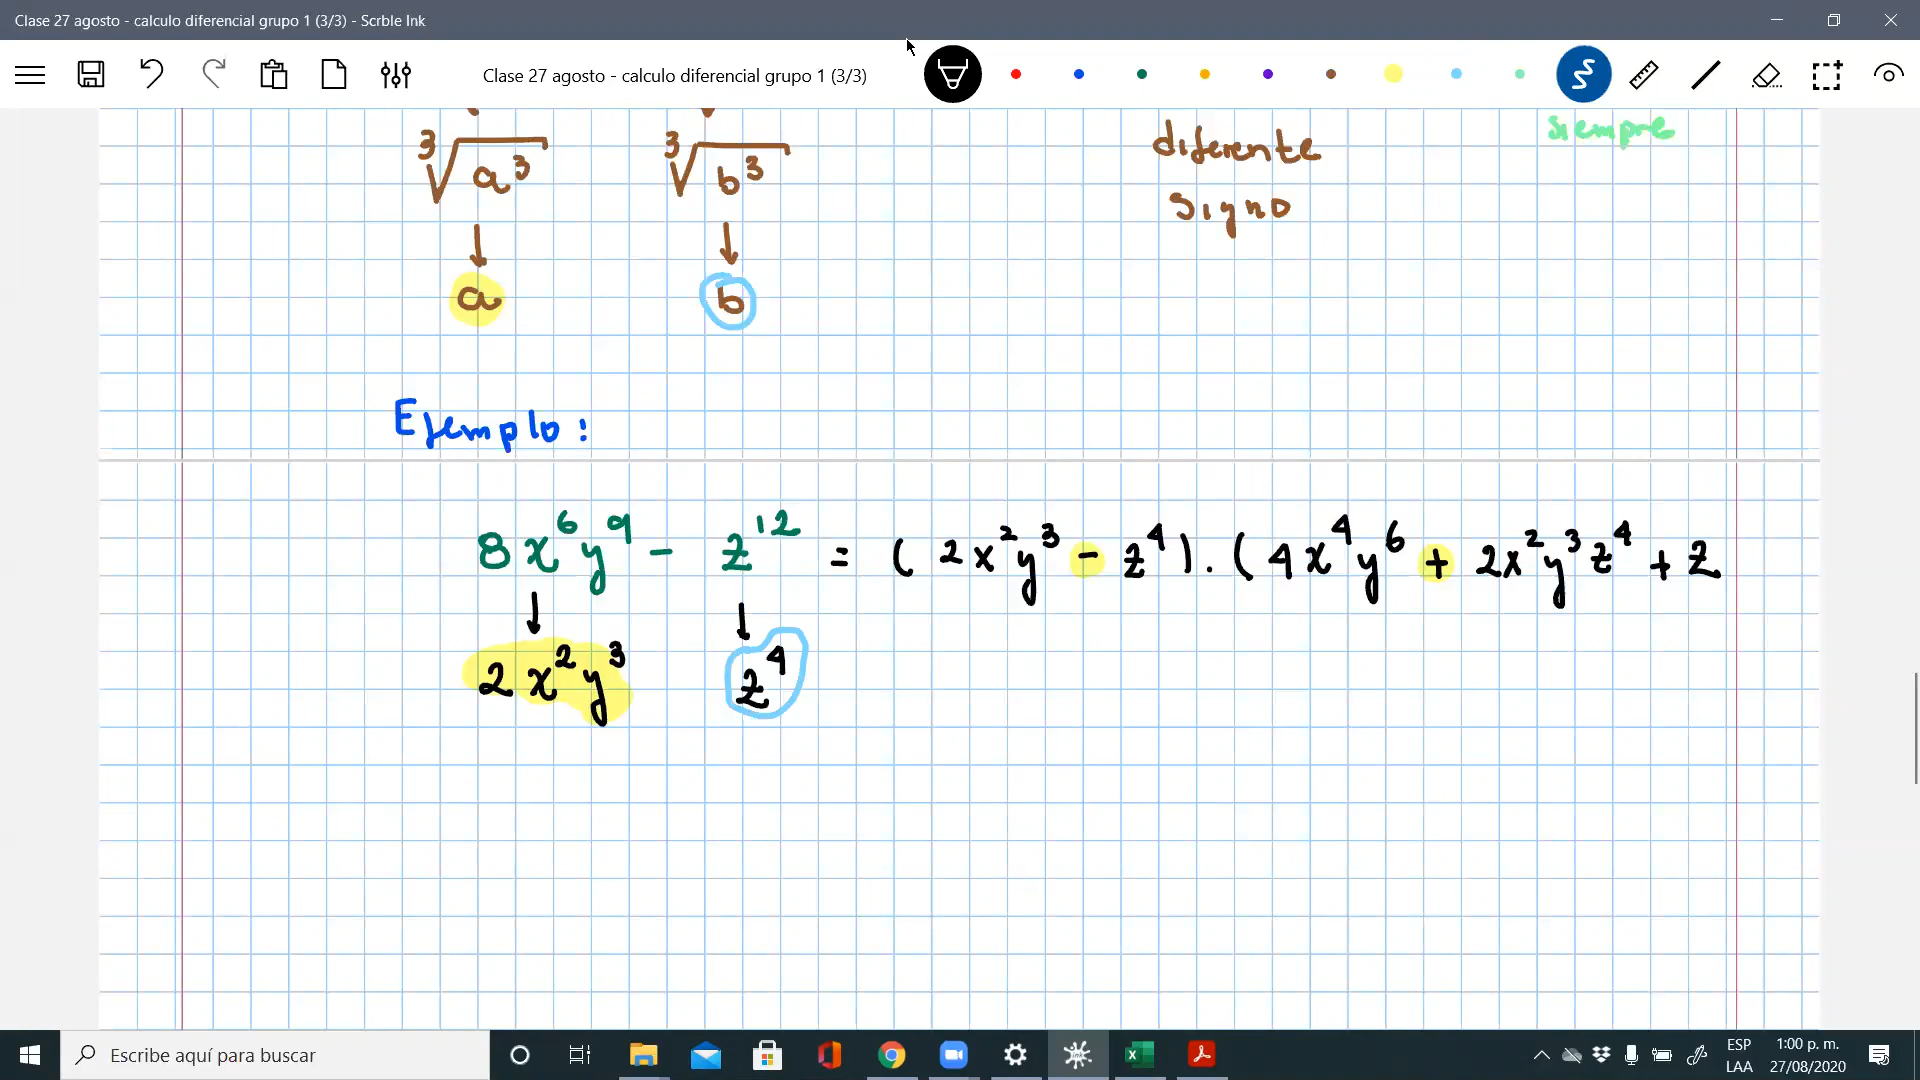 Clase 27 agosto - calculo diferencial grupo 1 (3/3) - Scrble Ink
Clase 27 agosto - calculo diferencial grupo 1 (3/3)
siempre
∛a³ ∛b³ diferente
signo
a b
Ejemplo:
8x⁶y⁹ - z¹² = (2x²y³ - z⁴).(4x⁴y⁶ + 2x²y³z⁴ + z
2x²y³ z⁴
Escribe aquí para buscar
ESP 1:00 p. m.
LAA 27/08/2020